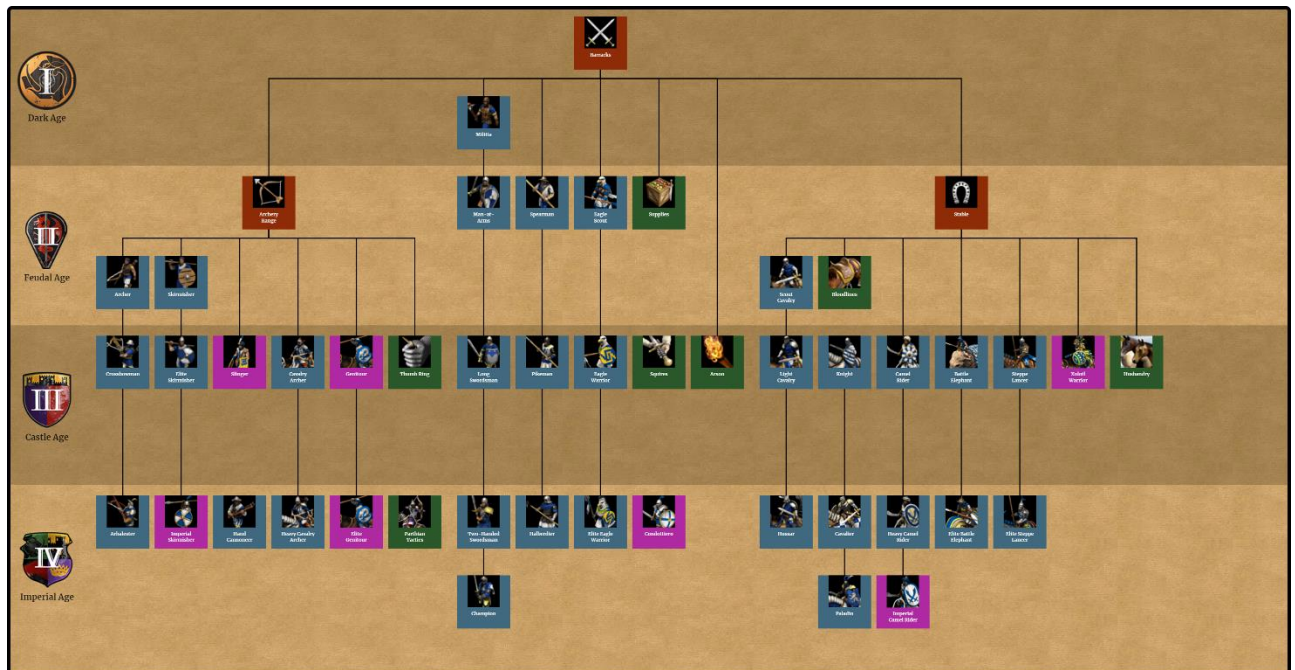 Barracks
I
Dark Age
Militia
Archery
Range
Man-at-
Arms
Spearman
Eagle
Scout
Supplies
Stable
II
Feudal Age
Archer
Skirmisher
Scout
Cavalry
Bloodlines
III
Castle Age
Crossbowman
Elite
Skirmisher
Slinger
Cavalry
Archer
Genitour
Thumb Ring
Long
Swordsman
Pikeman
Eagle
Warrior
Squires
Arson
Light
Cavalry
Knight
Camel
Rider
Battle
Elephant
Steppe
Lancer
Xolotl
Warrior
Husbandry
IV
Imperial Age
Arbalester
Imperial
Skirmisher
Hand
Cannoneer
Heavy Cavalry
Archer
Elite
Genitour
Parthian
Tactics
Two-Handed
Swordsman
Halberdier
Elite Eagle
Warrior
Condottiero
Hussar
Cavalier
Heavy Camel
Rider
Elite Battle
Elephant
Elite Steppe
Lancer
Champion
Paladin
Imperial
Camel Rider